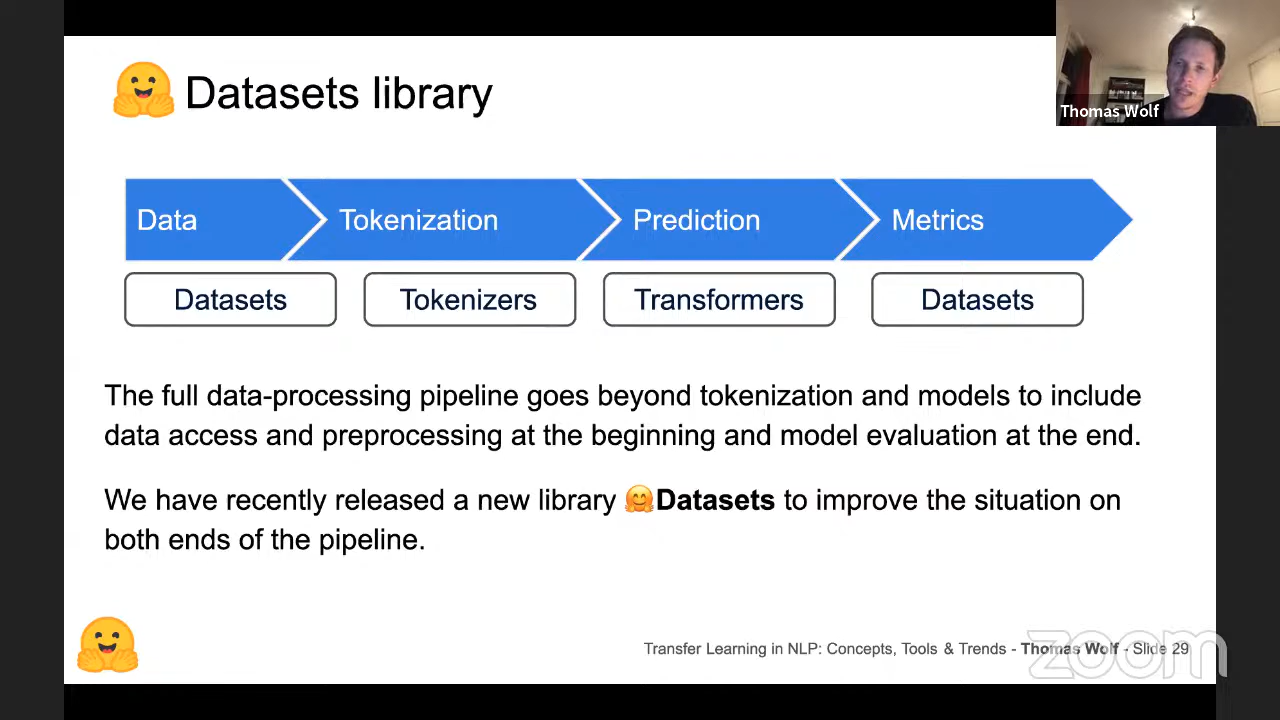 🤗 Datasets library
Thomas Wolf
Data
Tokenization
Prediction
Metrics
Datasets
Tokenizers
Transformers
Datasets
The full data-processing pipeline goes beyond tokenization and models to include
data access and preprocessing at the beginning and model evaluation at the end.
We have recently released a new library 🤗Datasets to improve the situation on
both ends of the pipeline.
Transfer Learning in NLP: Concepts, Tools & Trends - Thomas Wolf - Slide 29
zoom